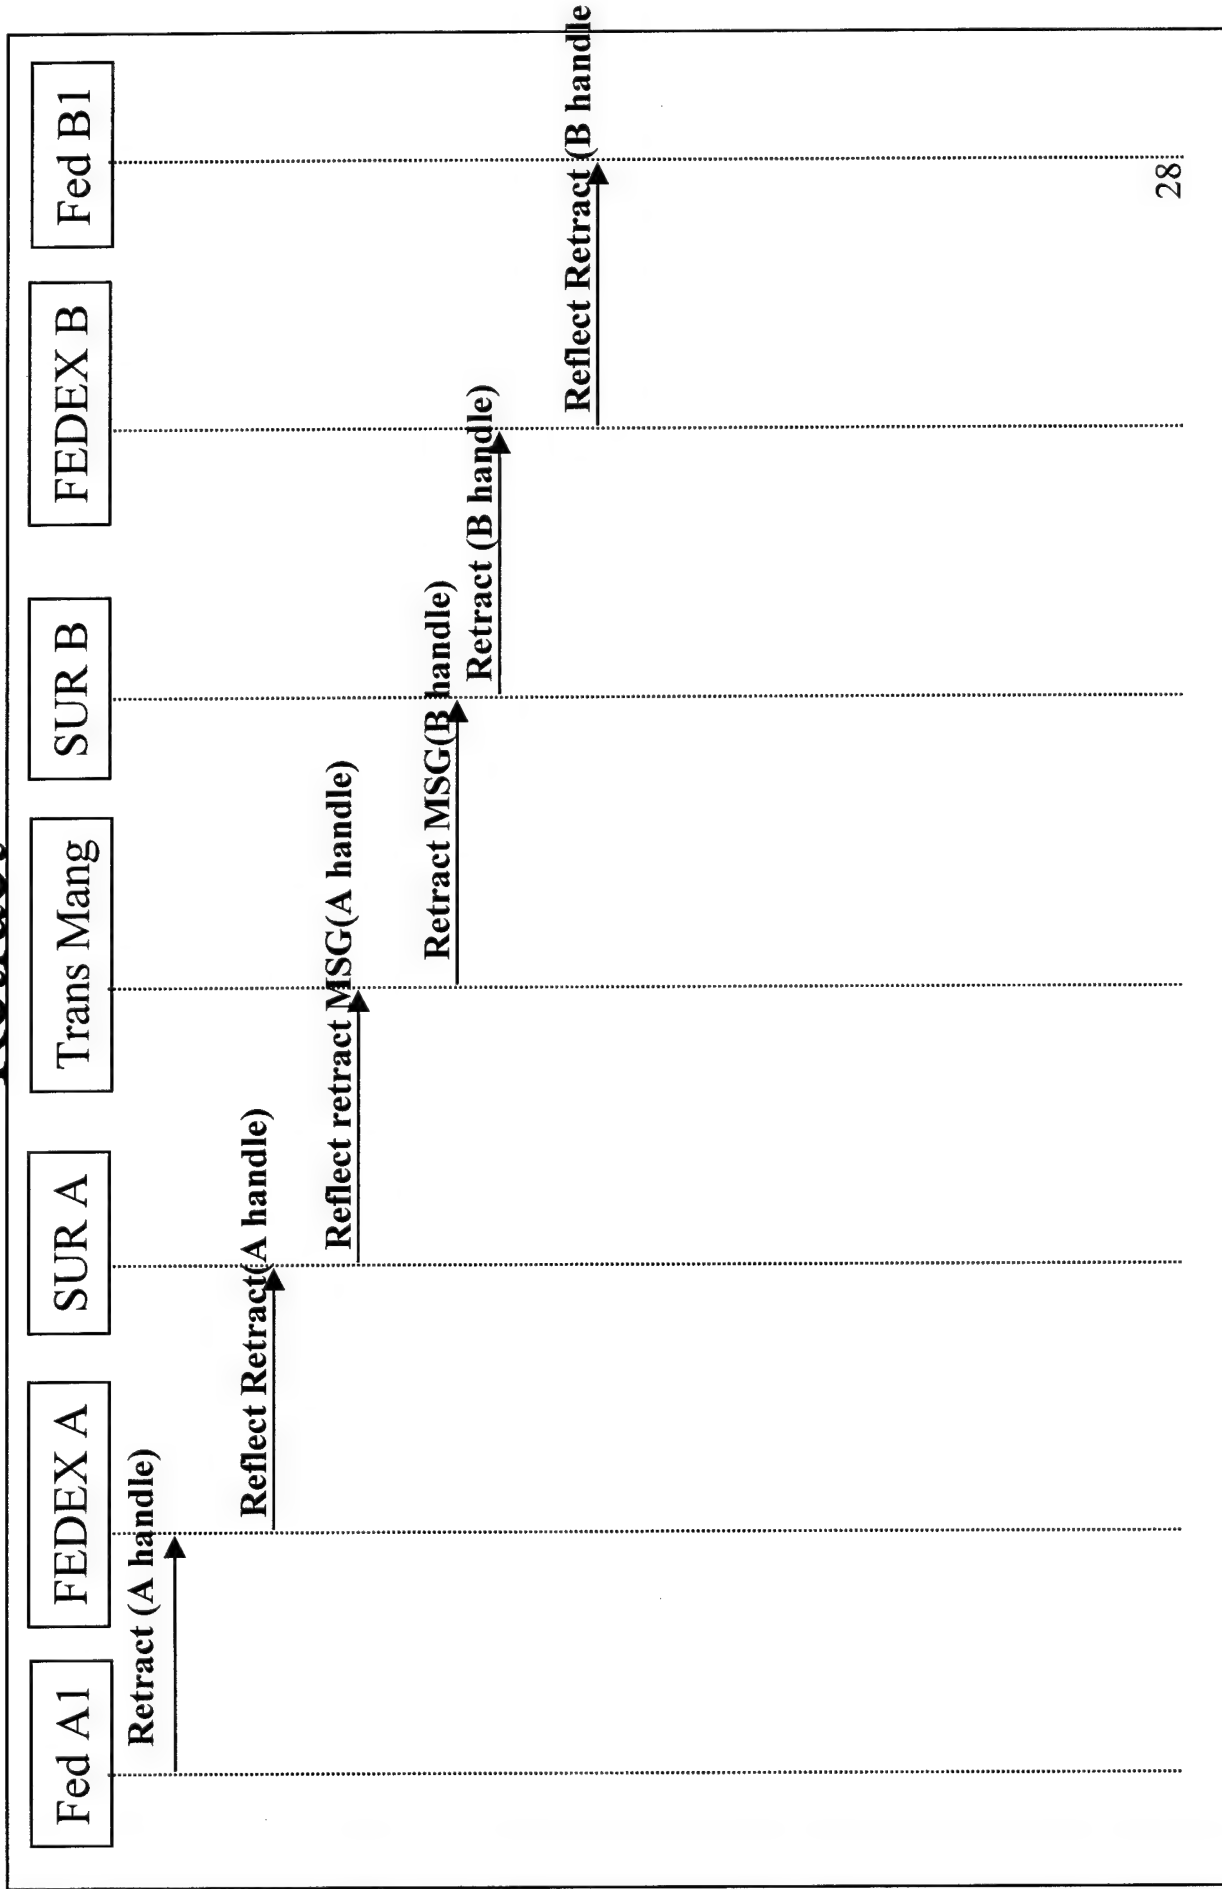 Fed A1
FEDEX A
SUR A
Trans Mang
SUR B
FEDEX B
Fed B1
Retract (A handle)
Reflect Retract(A handle)
Reflect retract MSG(A handle)
Retract MSG(B handle)
Retract (B handle)
Reflect Retract (B handle
28